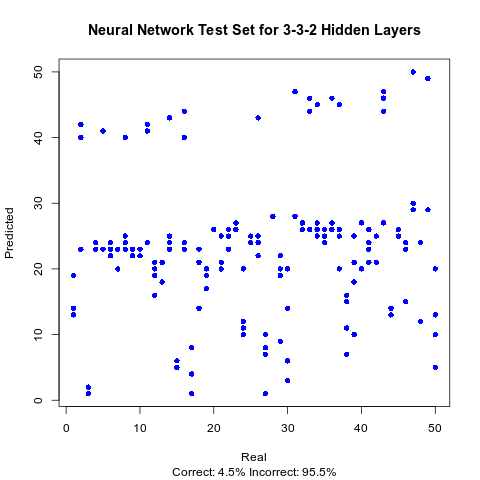 Neural Network Test Set for 3-3-2 Hidden Layers
50
40
30
20
10
0
Predicted
0 10 20 30 40 50
Real
Correct: 4.5% Incorrect: 95.5%